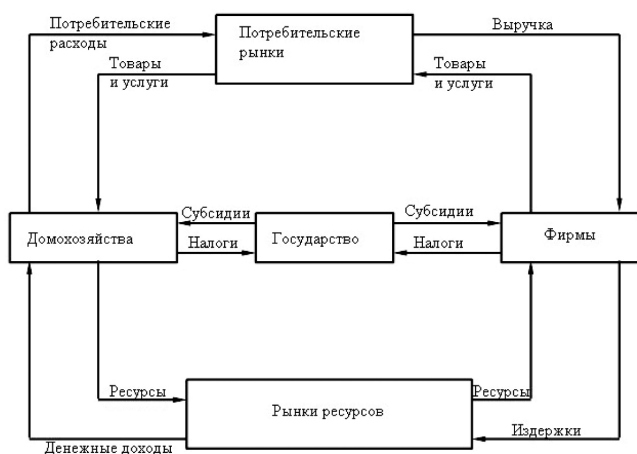 Потребительские
расходы
Потребительские
рынки
Выручка
Товары
и услуги
Товары
и услуги
Субсидии
Субсидии
Домохозяйства
Государство
Фирмы
Налоги
Налоги
Ресурсы
Рынки ресурсов
Ресурсы
Денежные доходы
Издержки